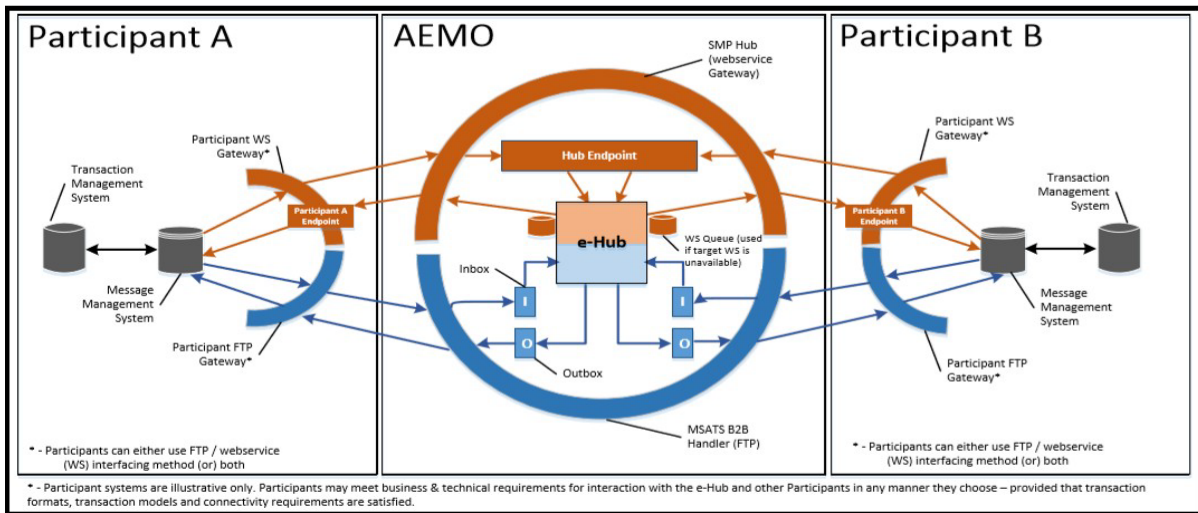 Participant A
AEMO
Participant B
SMP Hub
(webservice
Gateway)
Participant WS
Gateway*
Participant WS
Gateway*
Transaction
Management
System
Hub Endpoint
Transaction
Management
System
Participant A
Endpoint
Participant B
Endpoint
e-Hub
WS Queue (used
if target WS is
unavailable)
Inbox
I
I
Message
Management
System
Message
Management
System
O
O
Participant FTP
Gateway*
Outbox
Participant FTP
Gateway*
MSATS B2B
Handler (FTP)
* - Participants can either use FTP / webservice
(WS) interfacing method (or) both
* - Participants can either use FTP / webservice
(WS) interfacing method (or) both
* - Participant systems are illustrative only. Participants may meet business & technical requirements for interaction with the e-Hub and other Participants in any manner they choose – provided that transaction
formats, transaction models and connectivity requirements are satisfied.